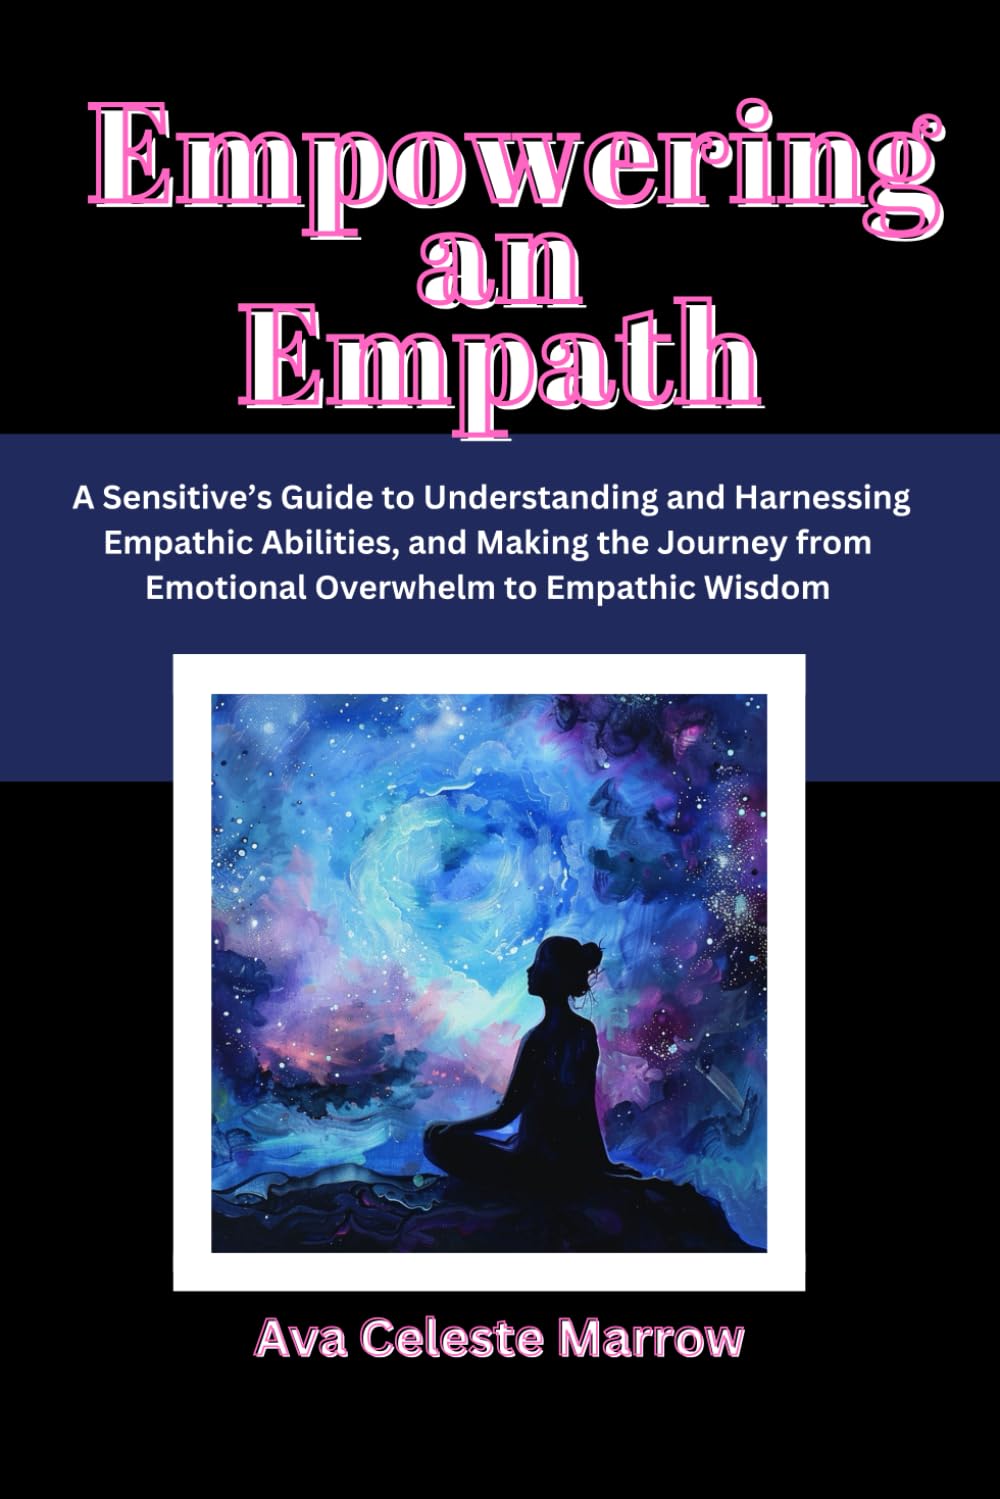 Empowering
an
Empath
A Sensitive’s Guide to Understanding and Harnessing
Empathic Abilities, and Making the Journey from
Emotional Overwhelm to Empathic Wisdom
Ava Celeste Marrow